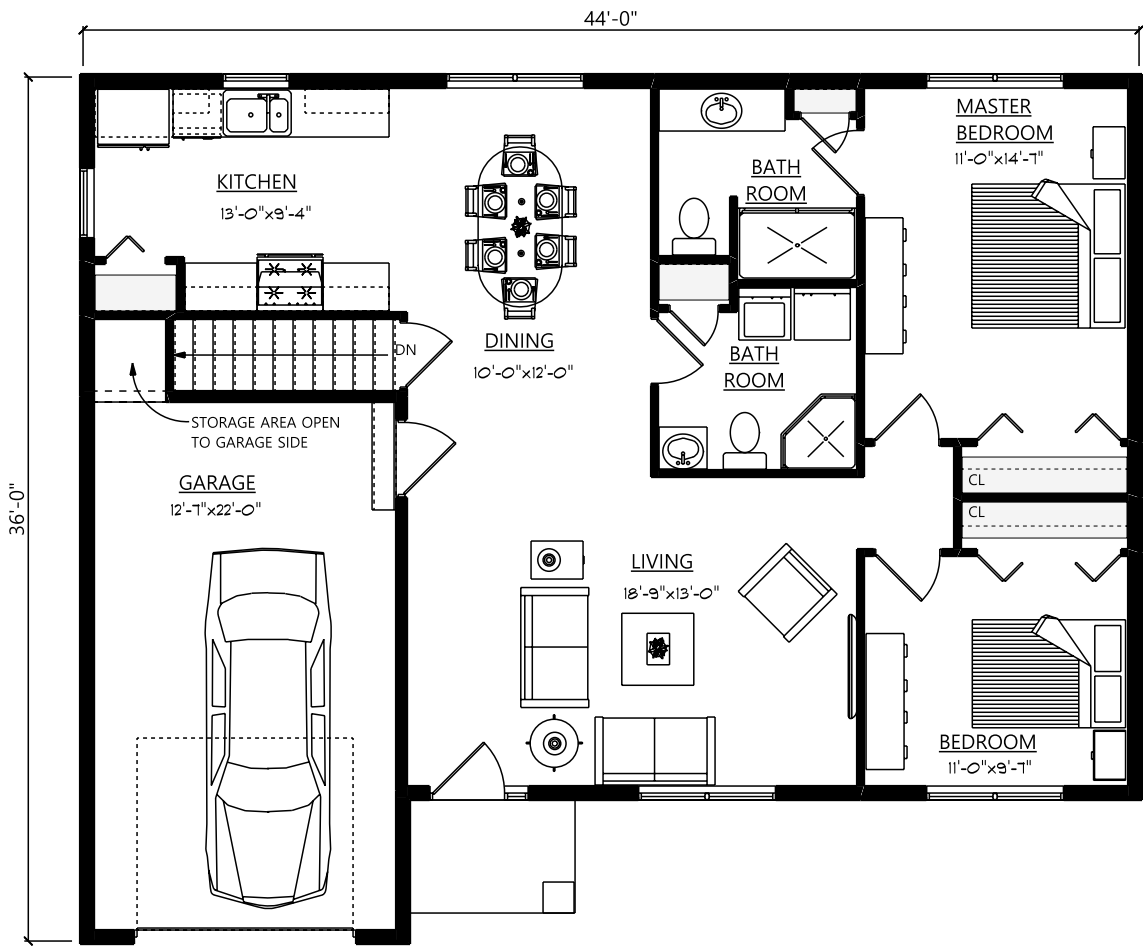 44'-0"
MASTER
BEDROOM
11'-0"x14'-7"
KITCHEN
13'-0"x9'-4"
BATH
ROOM
DINING
10'-0"x12'-0"
DN
BATH
ROOM
STORAGE AREA OPEN
TO GARAGE SIDE
GARAGE
12'-7"x22'-0"
36'-0"
CL
CL
LIVING
18'-9"x13'-0"
BEDROOM
11'-0"x9'-7"